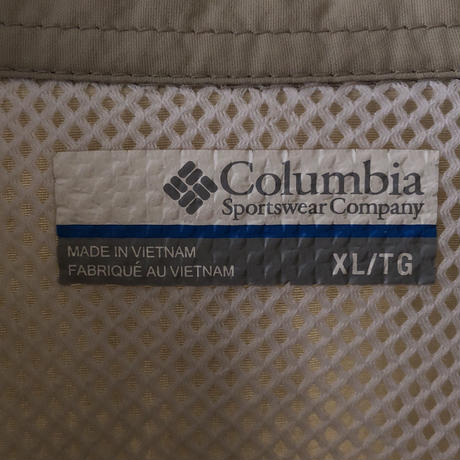 Columbia
Sportswear Company
MADE IN VIETNAM
FABRIQUÉ AU VIETNAM
XL/TG